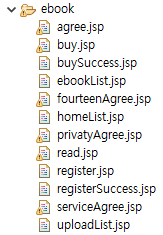 ebook
agree.jsp
buy.jsp
buySuccess.jsp
ebookList.jsp
fourteenAgree.jsp
homeList.jsp
privatyAgree.jsp
read.jsp
register.jsp
registerSuccess.jsp
serviceAgree.jsp
uploadList.jsp